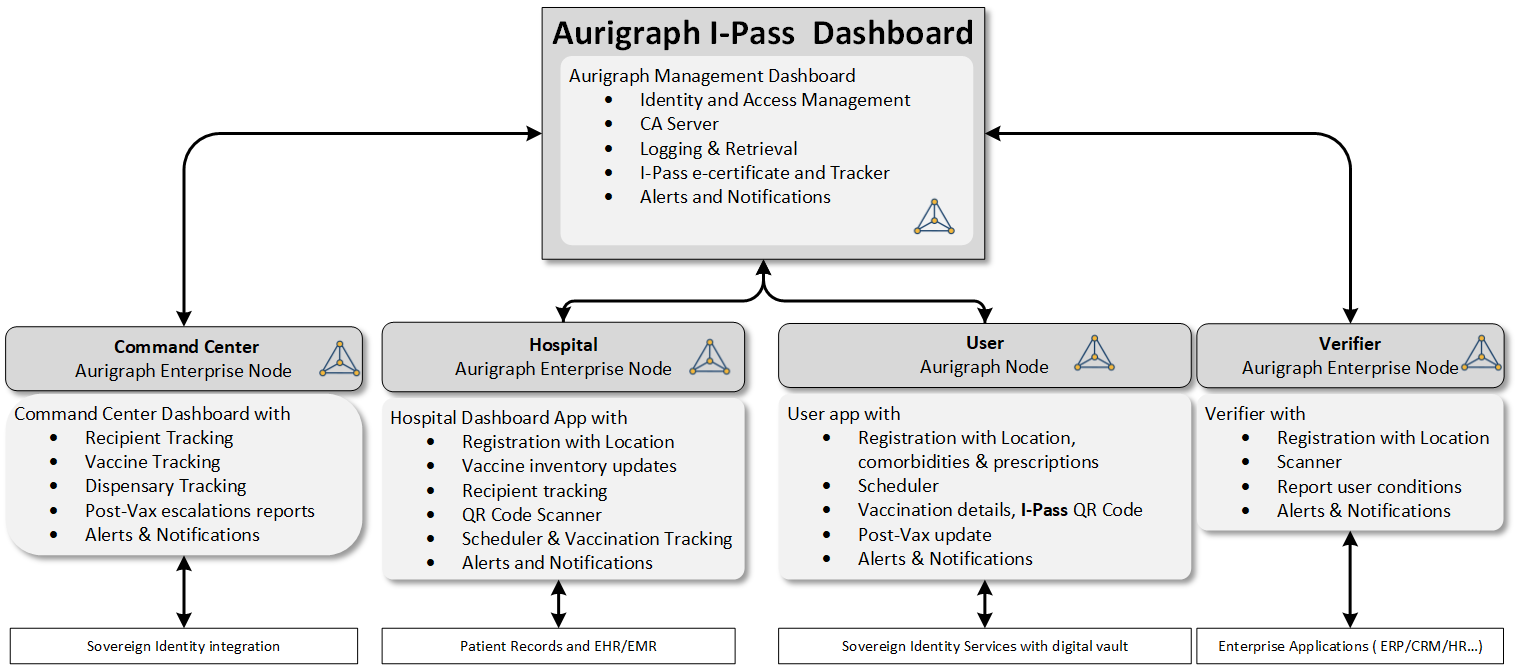 Aurigraph I-Pass Dashboard
Aurigraph Management Dashboard
• Identity and Access Management
• CA Server
• Logging & Retrieval
• I-Pass e-certificate and Tracker
• Alerts and Notifications
Command Center
Aurigraph Enterprise Node
Command Center Dashboard with
• Recipient Tracking
• Vaccine Tracking
• Dispensary Tracking
• Post-Vax escalations reports
• Alerts & Notifications
Sovereign Identity integration
Hospital
Aurigraph Enterprise Node
Hospital Dashboard App with
• Registration with Location
• Vaccine inventory updates
• Recipient tracking
• QR Code Scanner
• Scheduler & Vaccination Tracking
• Alerts and Notifications
Patient Records and EHR/EMR
User
Aurigraph Node
User app with
• Registration with Location,
comorbidities & prescriptions
• Scheduler
• Vaccination details, I-Pass QR Code
• Post-Vax update
• Alerts & Notifications
Sovereign Identity Services with digital vault
Verifier
Aurigraph Enterprise Node
Verifier with
• Registration with Location
• Scanner
• Report user conditions
• Alerts & Notifications
Enterprise Applications ( ERP/CRM/HR...)